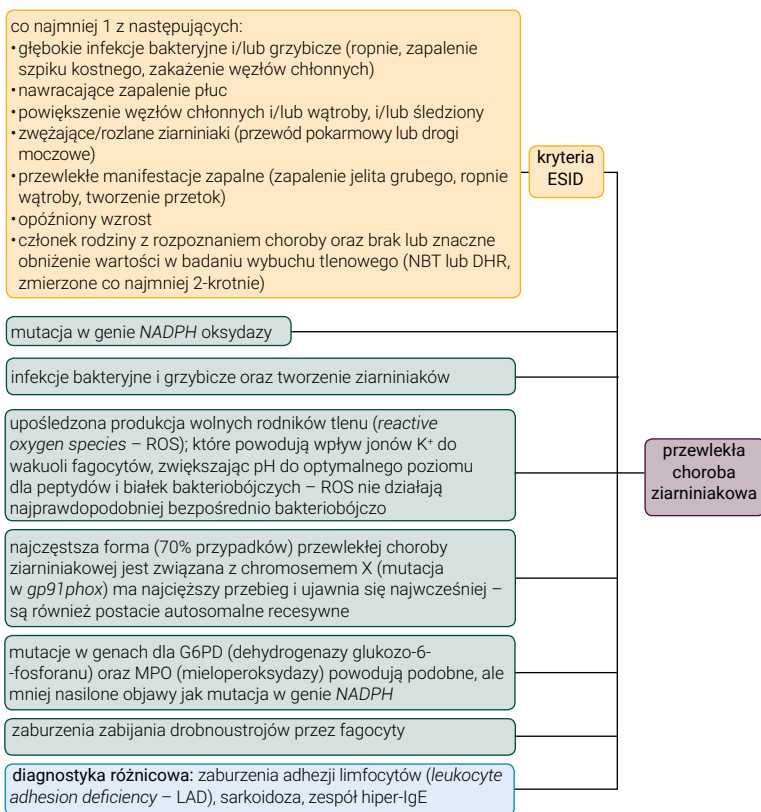 co najmniej 1 z następujących:
• głębokie infekcje bakteryjne i/lub grzybicze (ropnie, zapalenie
szpiku kostnego, zakażenie węzłów chłonnych)
• nawracające zapalenie płuc
• powiększenie węzłów chłonnych i/lub wątroby, i/lub śledziony
• zwężające/rozlane ziarniniaki (przewód pokarmowy lub drogi
moczowe)
• przewlekłe manifestacje zapalne (zapalenie jelita grubego, ropnie
wątroby, tworzenie przetok)
• opóźniony wzrost
• członek rodziny z rozpoznaniem choroby oraz brak lub znaczne
obniżenie wartości w badaniu wybuchu tlenowego (NBT lub DHR,
zmierzone co najmniej 2-krotnie)
kryteria
ESID
mutacja w genie NADPH oksydazy
infekcje bakteryjne i grzybicze oraz tworzenie ziarniniaków
upośledzona produkcja wolnych rodników tlenu (reactive
oxygen species – ROS); które powodują wpływ jonów K⁺ do
wakuoli fagocytów, zwiększając pH do optymalnego poziomu
dla peptydów i białek bakteriobójczych – ROS nie działają
najprawdopodobniej bezpośrednio bakteriobójczo
przewlekła
choroba
ziarniniakowa
najczęstsza forma (70% przypadków) przewlekłej choroby
ziarniniakowej jest związana z chromosemem X (mutacja
w gp91phox) ma najcięższy przebieg i ujawnia się najwcześniej –
są również postacie autosomalne recesywne
mutacje w genach dla G6PD (dehydrogenazy glukozo-6-
-fosforanu) oraz MPO (mieloperoksydazy) powodują podobne, ale
mniej nasilone objawy jak mutacja w genie NADPH
zaburzenia zabijania drobnoustrojów przez fagocyty
diagnostyka różnicowa: zaburzenia adhezji limfocytów (leukocyte
adhesion deficiency – LAD), sarkoidoza, zespół hiper-IgE